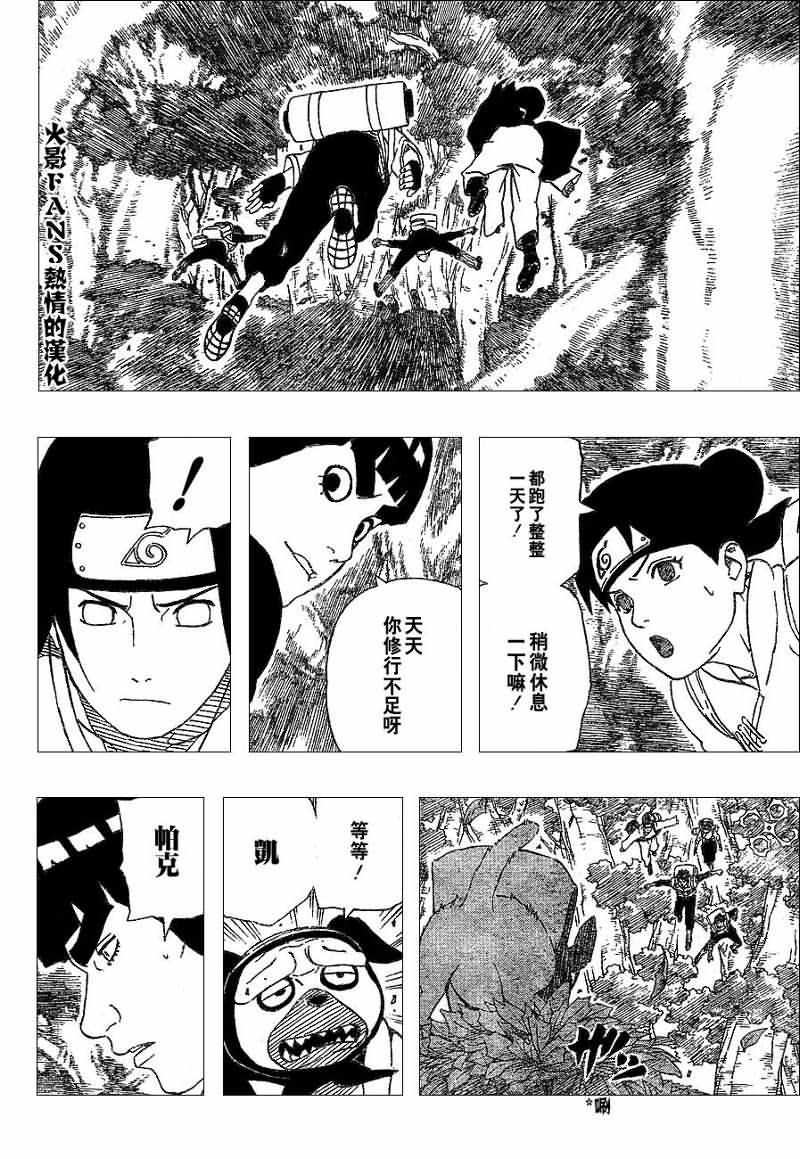 火影FANS熱情的漢化
都跑了整整
一天了！
稍微休息
一下嘛！
天天
你修行不足呀
！
ザッ
*唰
等等！
凱
帕克